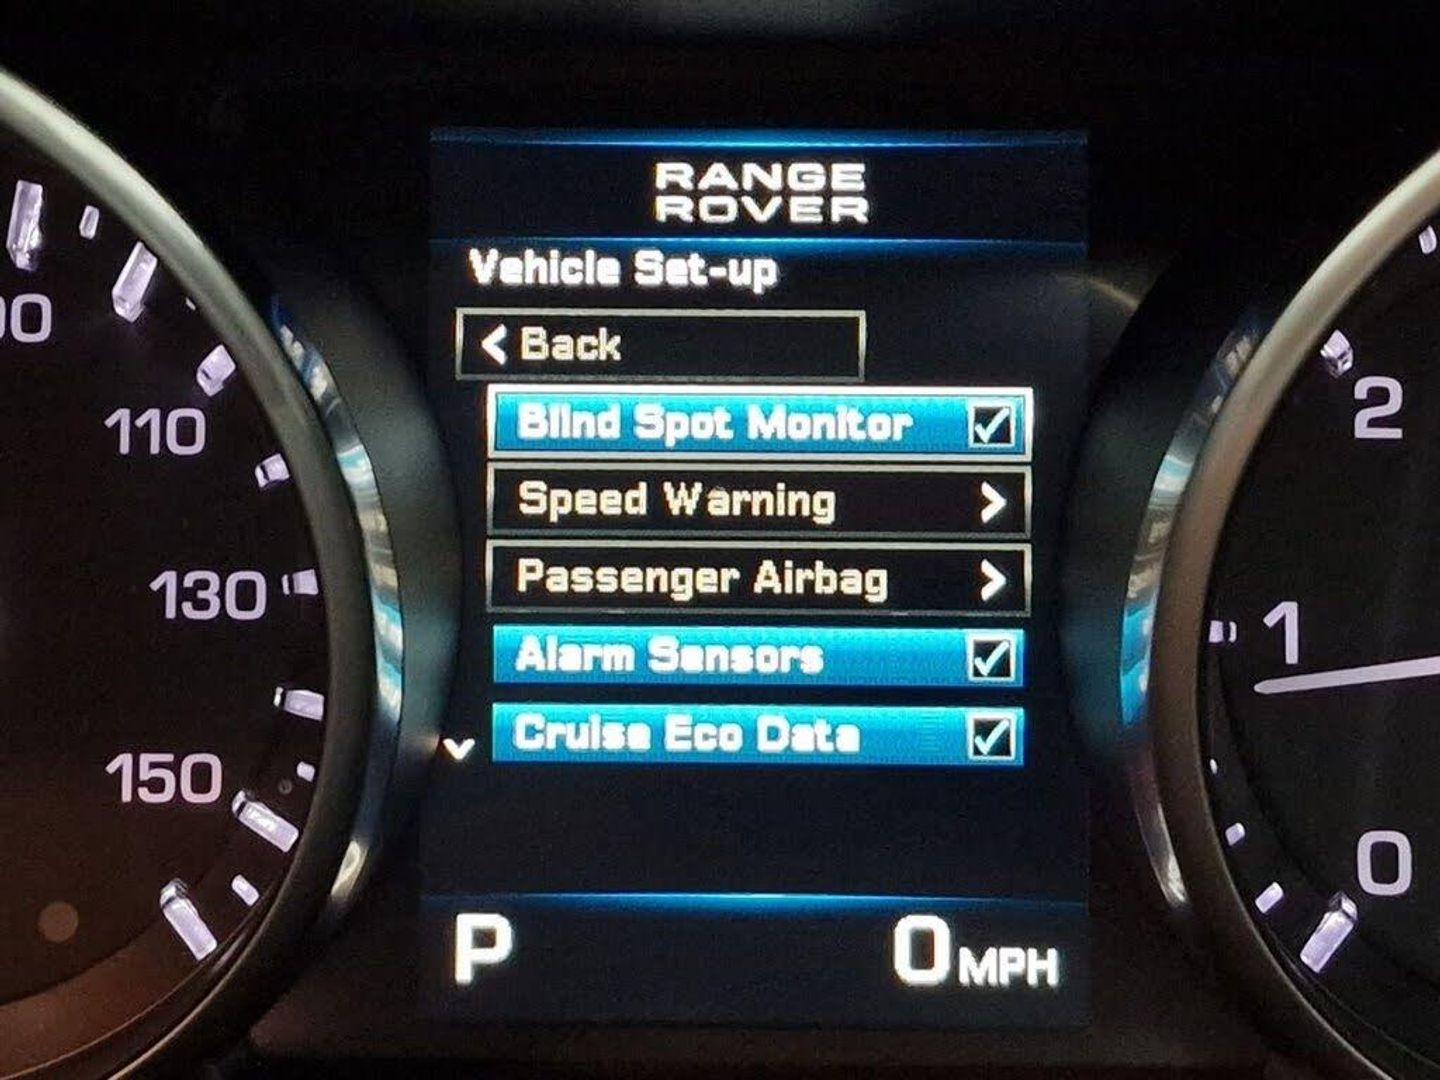 RANGE
ROVER
Vehicle Set-up
Back
Blind Spot Monitor
Speed Warning
Passenger Airbag
Alarm Sensors
Cruise Eco Data
P
0 MPH
110
130
150
2
1
0